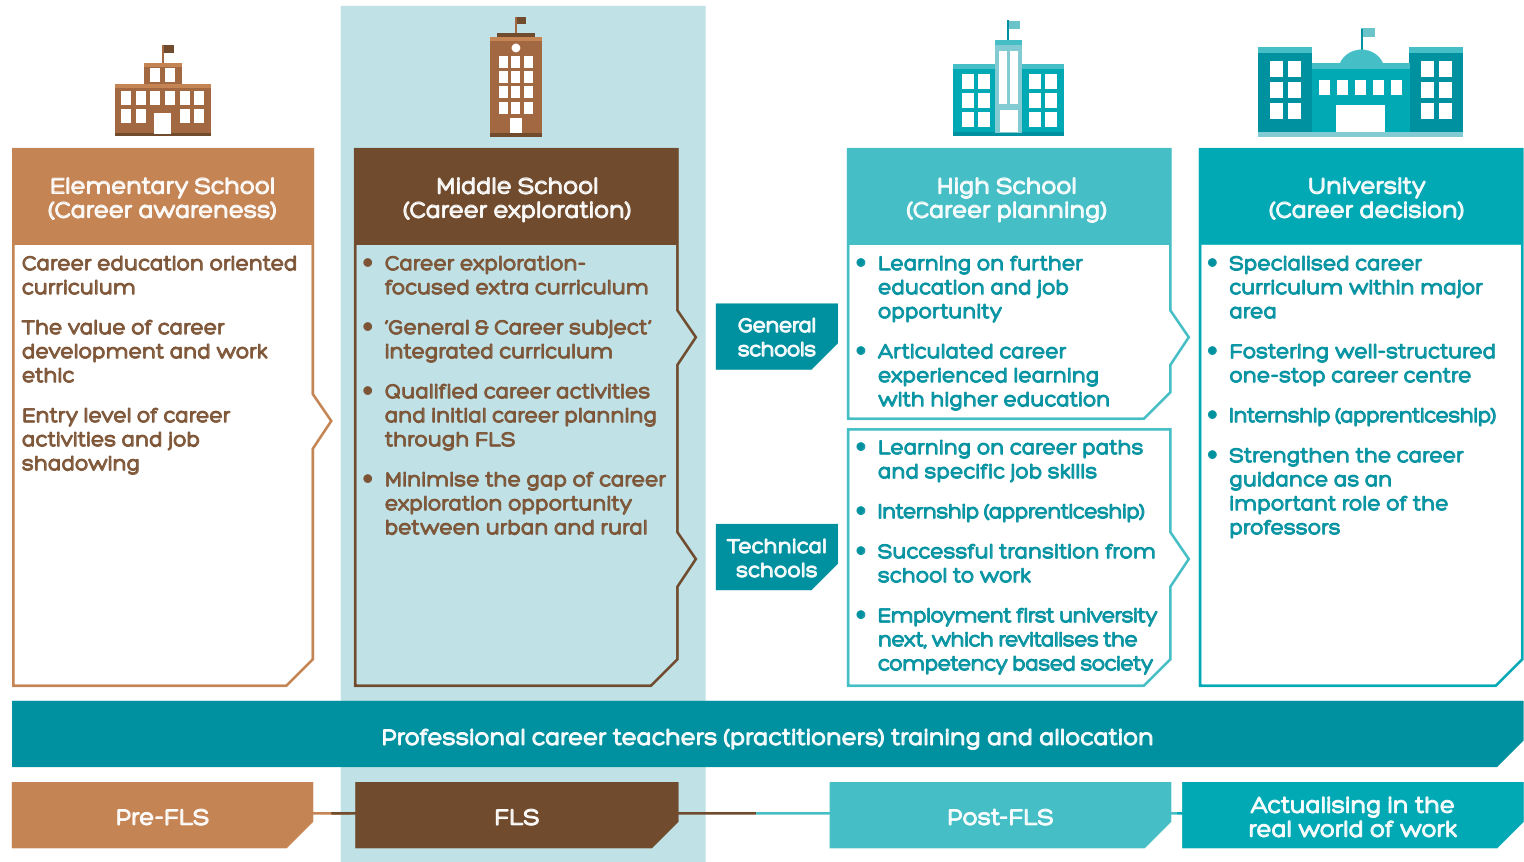 Elementary School
(Career awareness)
Career education oriented
curriculum
The value of career
development and work
ethic
Entry level of career
activities and job
shadowing
Middle School
(Career exploration)
• Career exploration-
focused extra curriculum
• ‘General & Career subject’
integrated curriculum
• Qualified career activities
and initial career planning
through FLS
• Minimise the gap of career
exploration opportunity
between urban and rural
General
schools
Technical
schools
High School
(Career planning)
• Learning on further
education and job
opportunity
• Articulated career
experienced learning
with higher education
• Learning on career paths
and specific job skills
• Internship (apprenticeship)
• Successful transition from
school to work
• Employment first university
next, which revitalises the
competency based society
University
(Career decision)
• Specialised career
curriculum within major
area
• Fostering well-structured
one-stop career centre
• Internship (apprenticeship)
• Strengthen the career
guidance as an
important role of the
professors
Professional career teachers (practitioners) training and allocation
Pre-FLS
FLS
Post-FLS
Actualising in the
real world of work